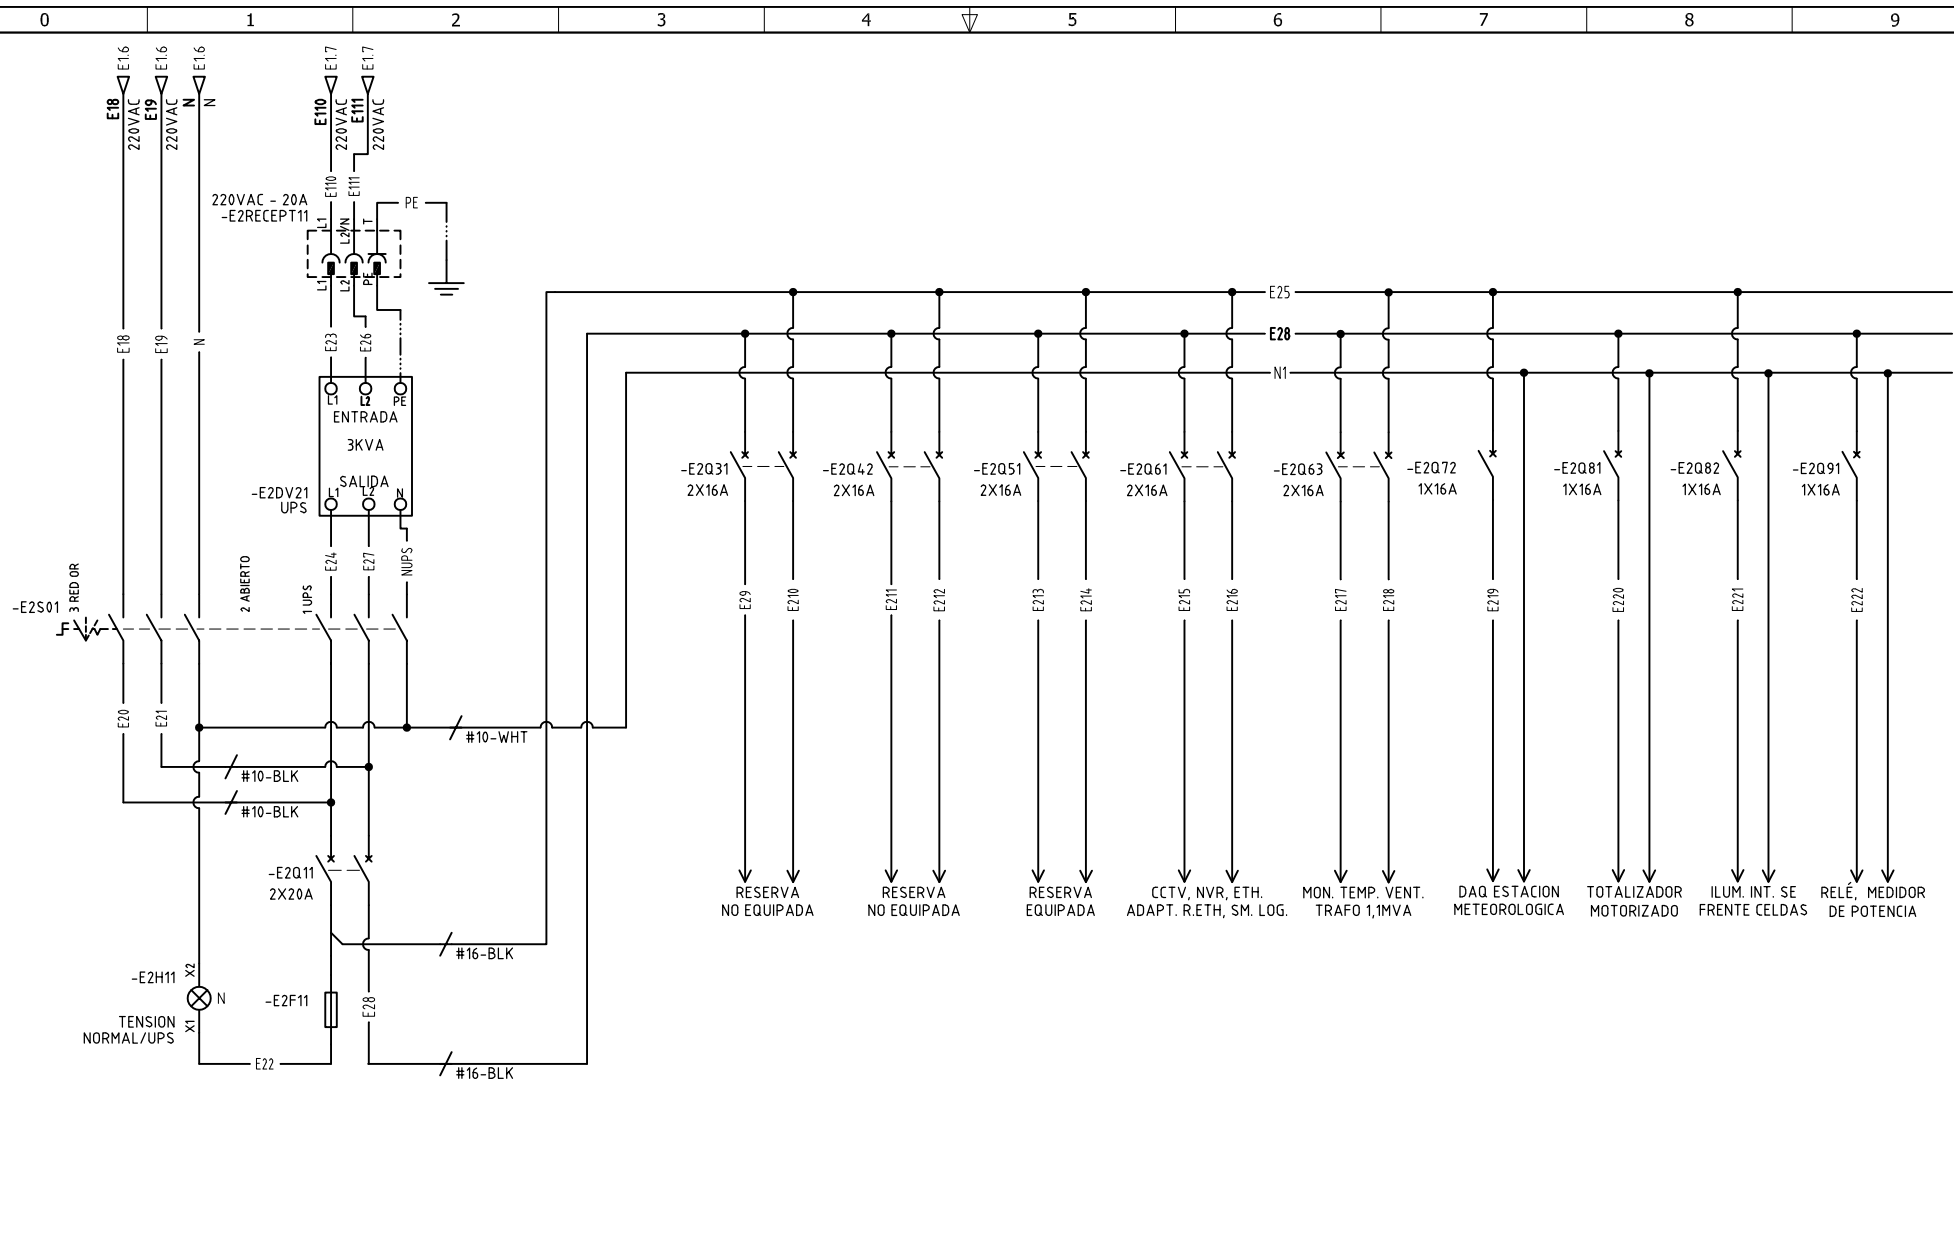 0 1 2 3 4 5 6 7 8 9
E1.6 E1.6 E1.6 E1.7 E1.7
E18 220VAC E19 220VAC N N E110 220VAC E111 220VAC
E110 E111
220VAC - 20A
-E2RECEPT11
L1 L2/N T PE
L1 L2 PE
E18 E19 N E23 E26
L1 L2 PE
ENTRADA
3KVA
SALIDA
L1 L2 N
-E2DV21
UPS
E24 E27 NUPS
-E2S01
3 RED OR
2 ABIERTO
1 UPS
E20 E21
#10-WHT
#10-BLK
#10-BLK
-E2Q11
2X20A
#16-BLK
-E2H11
X2
N
X1
TENSION
NORMAL/UPS
-E2F11
E28
E22
#16-BLK
E25
E28
N1
-E2Q31
2X16A
E29 E210
RESERVA
NO EQUIPADA
-E2Q42
2X16A
E211 E212
RESERVA
NO EQUIPADA
-E2Q51
2X16A
E213 E214
RESERVA
EQUIPADA
-E2Q61
2X16A
E215 E216
CCTV, NVR, ETH.
ADAPT. R.ETH, SM. LOG.
-E2Q63
2X16A
E217 E218
MON. TEMP. VENT.
TRAFO 1,1MVA
-E2Q72
1X16A
E219
DAQ ESTACION
METEOROLOGICA
-E2Q81
1X16A
E220
TOTALIZADOR
MOTORIZADO
-E2Q82
1X16A
E221
ILUM. INT. SE
FRENTE CELDAS
-E2Q91
1X16A
E222
RELÉ, MEDIDOR
DE POTENCIA